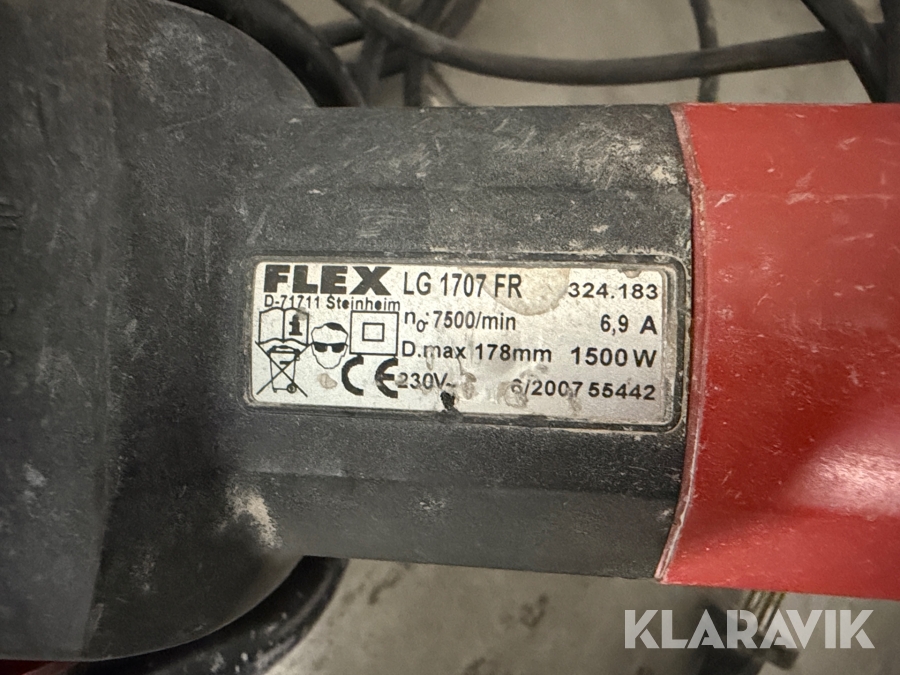 FLEX LG 1707 FR 324.183
D-71711 Steinheim
n₀: 7500/min 6,9 A
D.max 178mm 1500 W
CE 230V~ 6/2007 55442
KLARAVIK